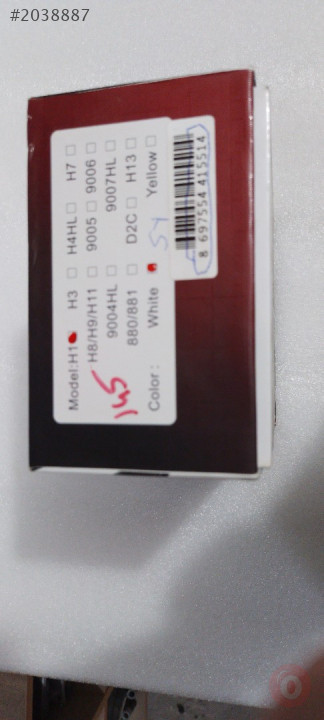 #2038887
Model:H1 H3 H4HL H7
H8/H9/H11 9005 9006
9004HL 9007HL
880/881 D2C H13
Color: White Yellow
145
8 697554 415514